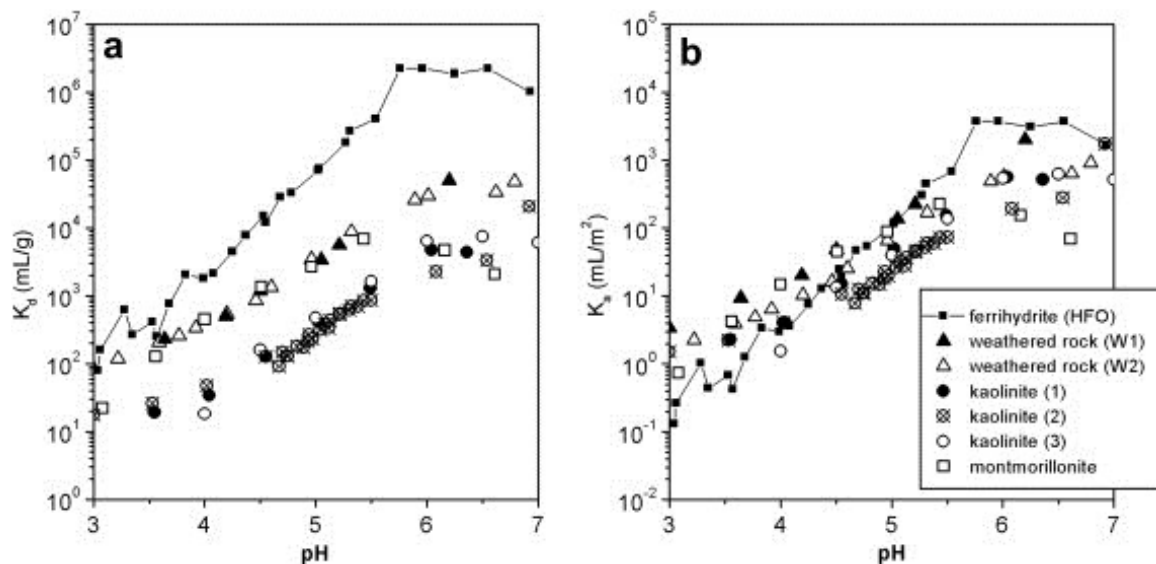 a
K_d (mL/g)
10^7
10^6
10^5
10^4
10^3
10^2
10^1
10^0
3 4 5 6 7
pH
b
K_a (mL/m^2)
10^5
10^4
10^3
10^2
10^1
10^0
10^-1
10^-2
3 4 5 6 7
pH
ferrihydrite (HFO)
weathered rock (W1)
weathered rock (W2)
kaolinite (1)
kaolinite (2)
kaolinite (3)
montmorillonite